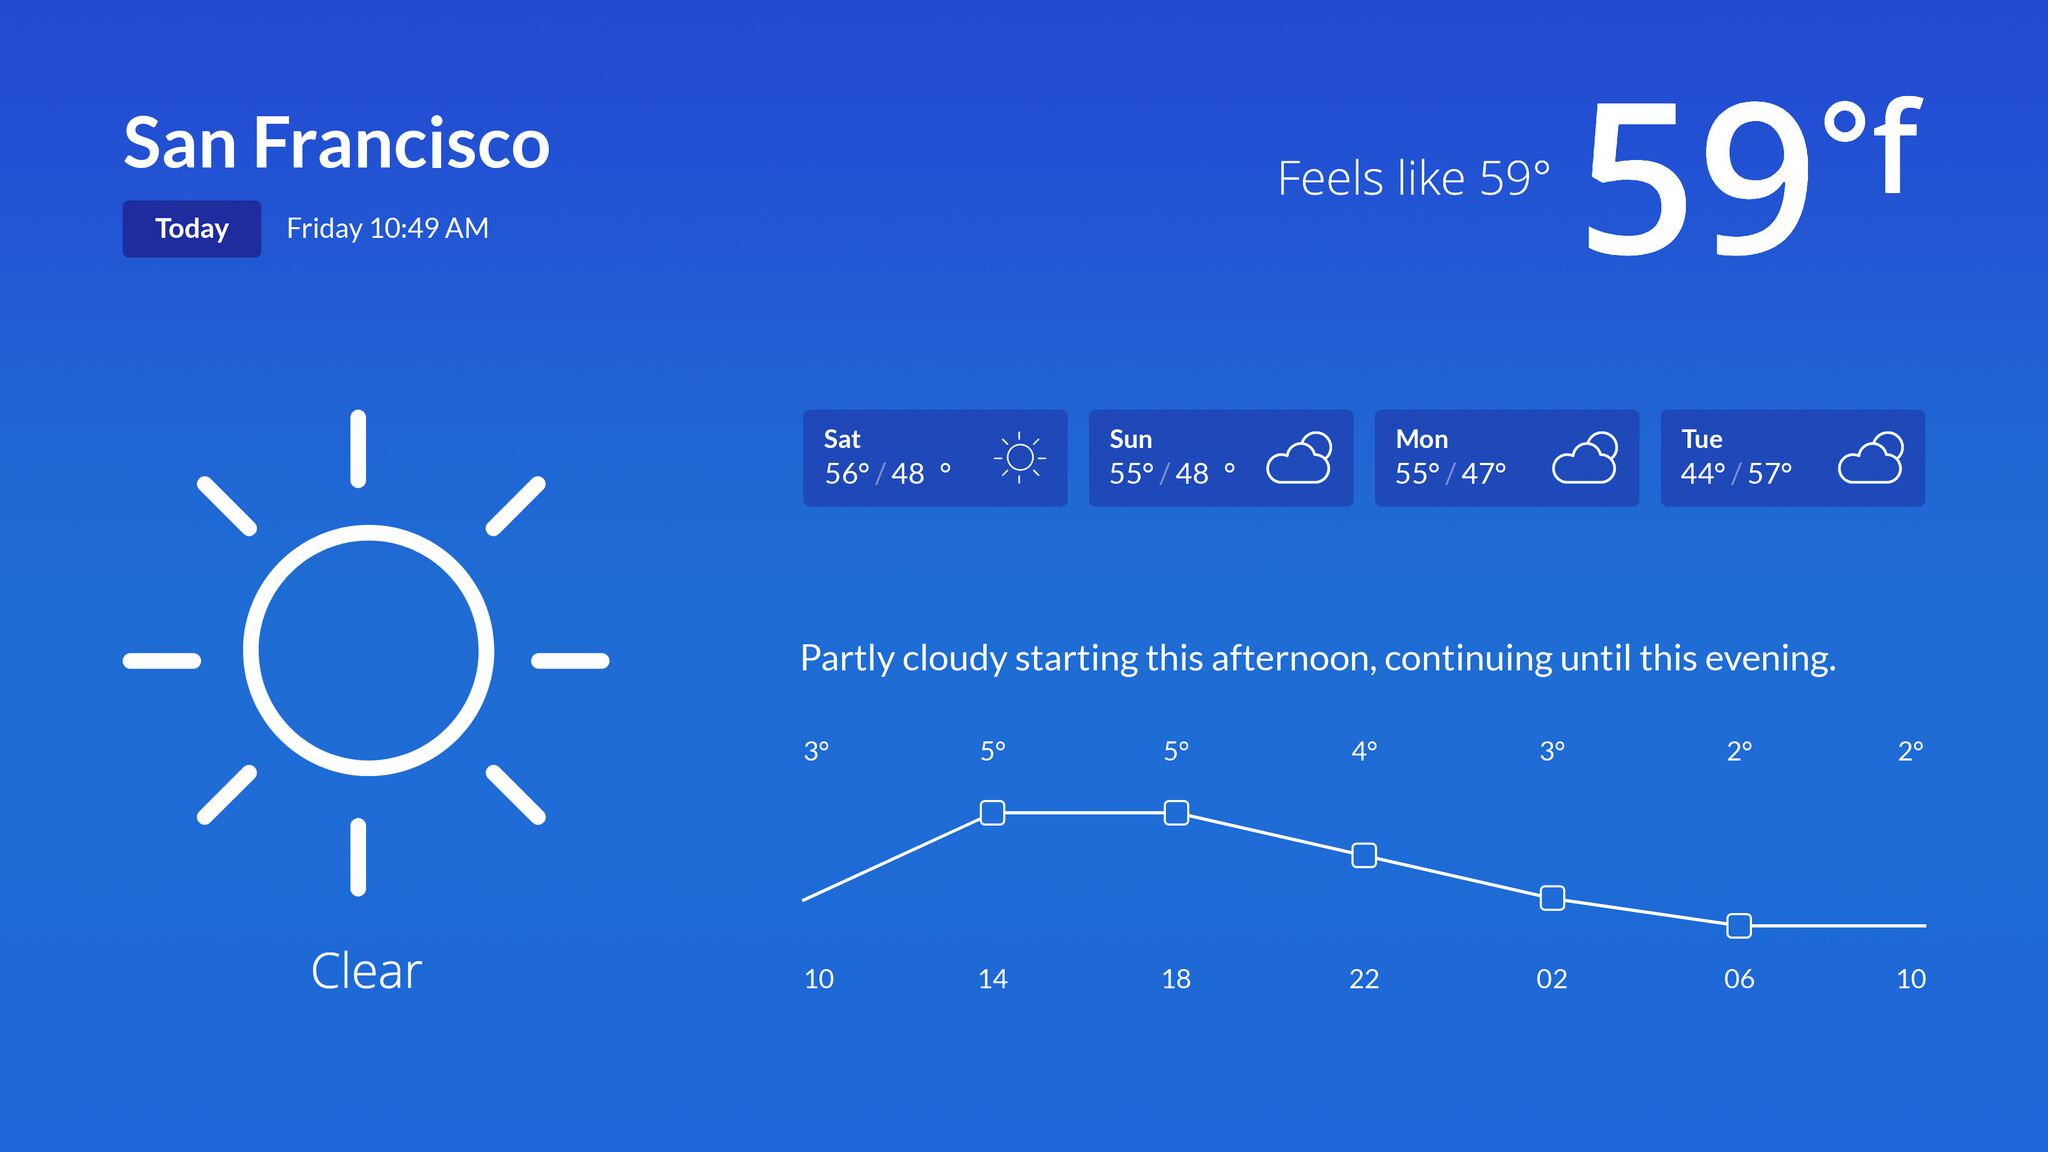 San Francisco
Today Friday 10:49 AM
Feels like 59° 59°f
Sat
56° / 48 °
Sun
55° / 48 °
Mon
55° / 47°
Tue
44° / 57°
Partly cloudy starting this afternoon, continuing until this evening.
3° 5° 5° 4° 3° 2° 2°
10 14 18 22 02 06 10
Clear